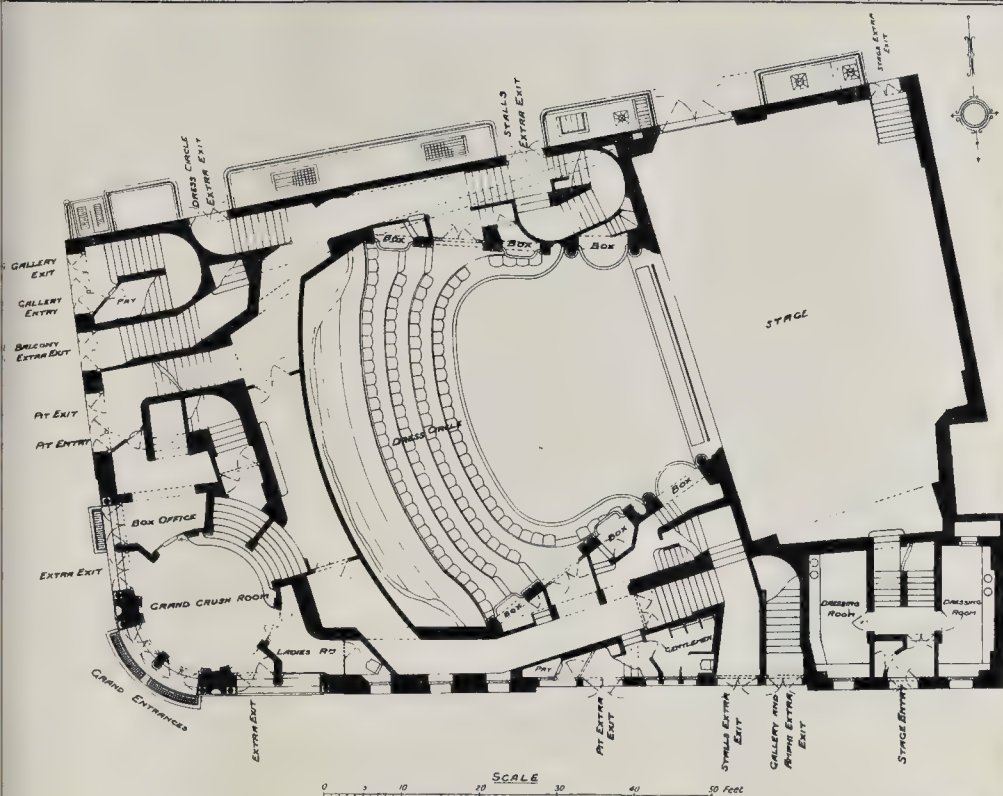 STAGE EXTRA
EXIT
STALLS
EXTRA EXIT
DRESS CIRCLE
EXTRA EXIT
GALLERY
EXIT
GALLERY
ENTRY
PAY
BALCONY
EXTRA EXIT
PIT EXIT
PIT ENTRY
BOX
BOX
BOX
STAGE
DRESS CIRCLE
BOX
BOX
BOX
BOX OFFICE
EXTRA EXIT
GRAND CRUSH ROOM
LADIES RM
GRAND ENTRANCES
EXTRA EXIT
PAY
GENTLEMEN
DRESSING
ROOM
DRESSING
ROOM
PIT EXTRA
EXIT
STALLS EXTRA
EXIT
GALLERY AND
AMPHI EXTRA
EXIT
STAGE ENTRY
SCALE
0 5 10 20 30 40 50 Feet